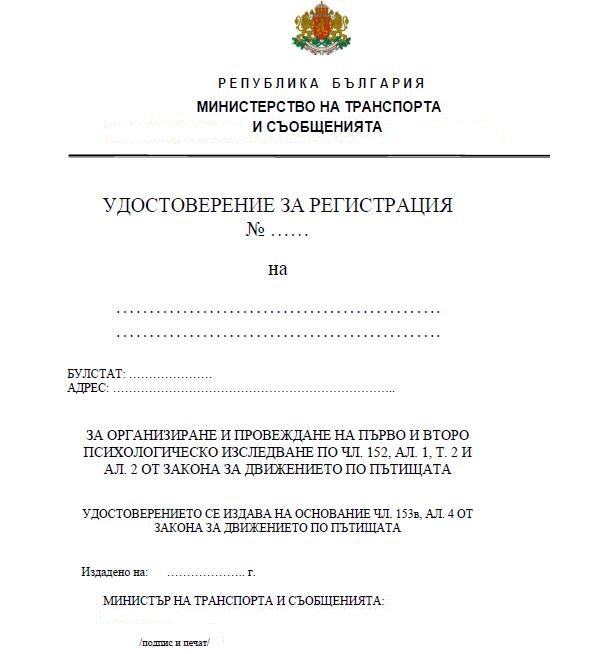 РЕПУБЛИКА БЪЛГАРИЯ
МИНИСТЕРСТВО НА ТРАНСПОРТА
И СЪОБЩЕНИЯТА
УДОСТОВЕРЕНИЕ ЗА РЕГИСТРАЦИЯ
№ ……
на
…………………………………………
…………………………………………
БУЛСТАТ: …………………
АДРЕС: …………………………………………………………..
ЗА ОРГАНИЗИРАНЕ И ПРОВЕЖДАНЕ НА ПЪРВО И ВТОРО
ПСИХОЛОГИЧЕСКО ИЗСЛЕДВАНЕ ПО ЧЛ. 152, АЛ. 1, Т. 2 И
АЛ. 2 ОТ ЗАКОНА ЗА ДВИЖЕНИЕТО ПО ПЪТИЩАТА
УДОСТОВЕРЕНИЕТО СЕ ИЗДАВА НА ОСНОВАНИЕ ЧЛ. 153в, АЛ. 4 ОТ
ЗАКОНА ЗА ДВИЖЕНИЕТО ПО ПЪТИЩАТА
Издадено на: ……………….. г.
МИНИСТЪР НА ТРАНСПОРТА И СЪОБЩЕНИЯТА:
/подпис и печат/